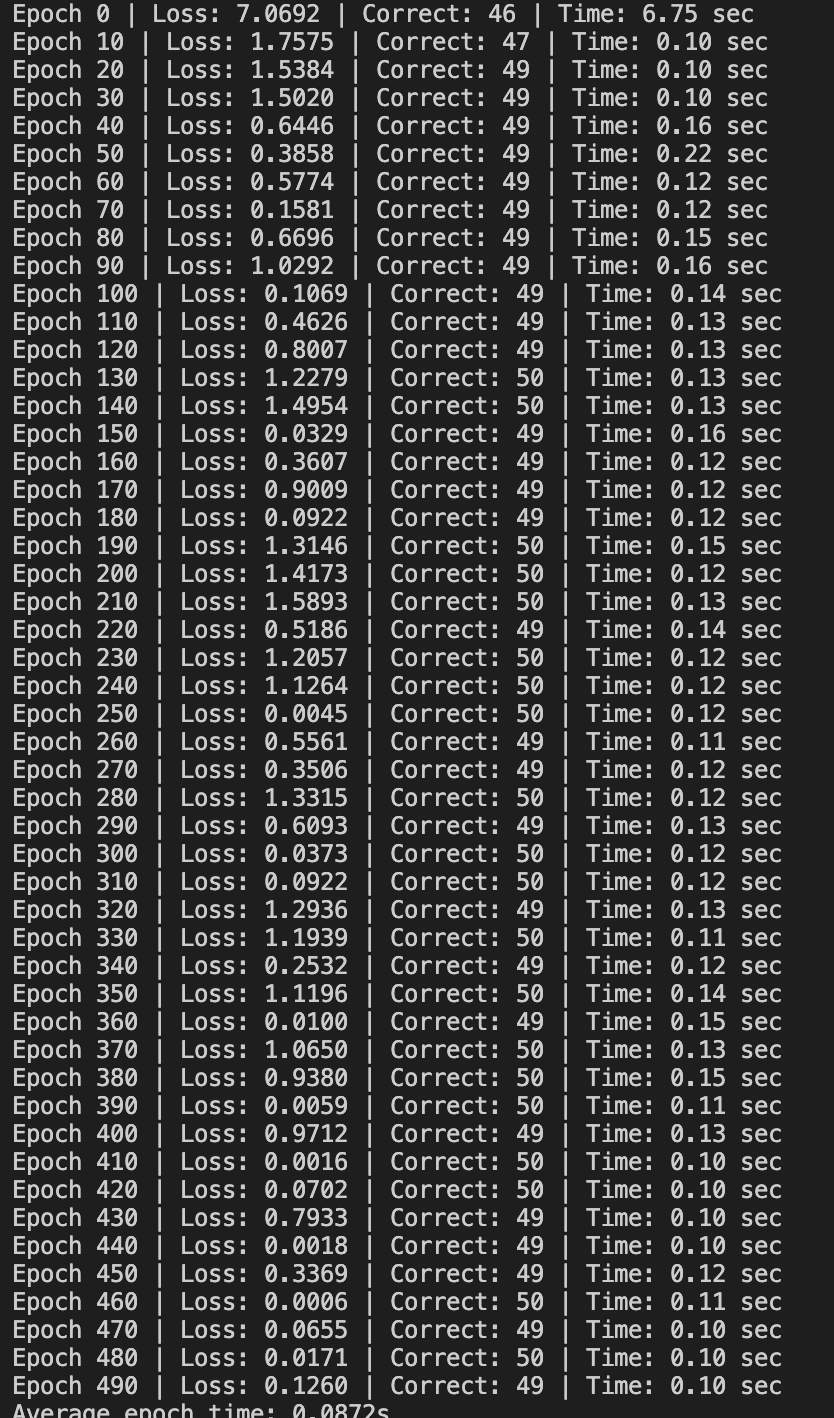 Epoch 0 | Loss: 7.0692 | Correct: 46 | Time: 6.75 sec
Epoch 10 | Loss: 1.7575 | Correct: 47 | Time: 0.10 sec
Epoch 20 | Loss: 1.5384 | Correct: 49 | Time: 0.10 sec
Epoch 30 | Loss: 1.5020 | Correct: 49 | Time: 0.10 sec
Epoch 40 | Loss: 0.6446 | Correct: 49 | Time: 0.16 sec
Epoch 50 | Loss: 0.3858 | Correct: 49 | Time: 0.22 sec
Epoch 60 | Loss: 0.5774 | Correct: 49 | Time: 0.12 sec
Epoch 70 | Loss: 0.1581 | Correct: 49 | Time: 0.12 sec
Epoch 80 | Loss: 0.6696 | Correct: 49 | Time: 0.15 sec
Epoch 90 | Loss: 1.0292 | Correct: 49 | Time: 0.16 sec
Epoch 100 | Loss: 0.1069 | Correct: 49 | Time: 0.14 sec
Epoch 110 | Loss: 0.4626 | Correct: 49 | Time: 0.13 sec
Epoch 120 | Loss: 0.8007 | Correct: 49 | Time: 0.13 sec
Epoch 130 | Loss: 1.2279 | Correct: 50 | Time: 0.13 sec
Epoch 140 | Loss: 1.4954 | Correct: 50 | Time: 0.13 sec
Epoch 150 | Loss: 0.0329 | Correct: 49 | Time: 0.16 sec
Epoch 160 | Loss: 0.3607 | Correct: 49 | Time: 0.12 sec
Epoch 170 | Loss: 0.9009 | Correct: 49 | Time: 0.12 sec
Epoch 180 | Loss: 0.0922 | Correct: 49 | Time: 0.12 sec
Epoch 190 | Loss: 1.3146 | Correct: 50 | Time: 0.15 sec
Epoch 200 | Loss: 1.4173 | Correct: 50 | Time: 0.12 sec
Epoch 210 | Loss: 1.5893 | Correct: 50 | Time: 0.13 sec
Epoch 220 | Loss: 0.5186 | Correct: 49 | Time: 0.14 sec
Epoch 230 | Loss: 1.2057 | Correct: 50 | Time: 0.12 sec
Epoch 240 | Loss: 1.1264 | Correct: 50 | Time: 0.12 sec
Epoch 250 | Loss: 0.0045 | Correct: 50 | Time: 0.12 sec
Epoch 260 | Loss: 0.5561 | Correct: 49 | Time: 0.11 sec
Epoch 270 | Loss: 0.3506 | Correct: 49 | Time: 0.12 sec
Epoch 280 | Loss: 1.3315 | Correct: 50 | Time: 0.12 sec
Epoch 290 | Loss: 0.6093 | Correct: 49 | Time: 0.13 sec
Epoch 300 | Loss: 0.0373 | Correct: 50 | Time: 0.12 sec
Epoch 310 | Loss: 0.0922 | Correct: 50 | Time: 0.12 sec
Epoch 320 | Loss: 1.2936 | Correct: 49 | Time: 0.13 sec
Epoch 330 | Loss: 1.1939 | Correct: 50 | Time: 0.11 sec
Epoch 340 | Loss: 0.2532 | Correct: 49 | Time: 0.12 sec
Epoch 350 | Loss: 1.1196 | Correct: 50 | Time: 0.14 sec
Epoch 360 | Loss: 0.0100 | Correct: 49 | Time: 0.15 sec
Epoch 370 | Loss: 1.0650 | Correct: 50 | Time: 0.13 sec
Epoch 380 | Loss: 0.9380 | Correct: 50 | Time: 0.15 sec
Epoch 390 | Loss: 0.0059 | Correct: 50 | Time: 0.11 sec
Epoch 400 | Loss: 0.9712 | Correct: 49 | Time: 0.13 sec
Epoch 410 | Loss: 0.0016 | Correct: 50 | Time: 0.10 sec
Epoch 420 | Loss: 0.0702 | Correct: 50 | Time: 0.10 sec
Epoch 430 | Loss: 0.7933 | Correct: 49 | Time: 0.10 sec
Epoch 440 | Loss: 0.0018 | Correct: 49 | Time: 0.10 sec
Epoch 450 | Loss: 0.3369 | Correct: 49 | Time: 0.12 sec
Epoch 460 | Loss: 0.0006 | Correct: 50 | Time: 0.11 sec
Epoch 470 | Loss: 0.0655 | Correct: 49 | Time: 0.10 sec
Epoch 480 | Loss: 0.0171 | Correct: 50 | Time: 0.10 sec
Epoch 490 | Loss: 0.1260 | Correct: 49 | Time: 0.10 sec
Average epoch time: 0.0872s